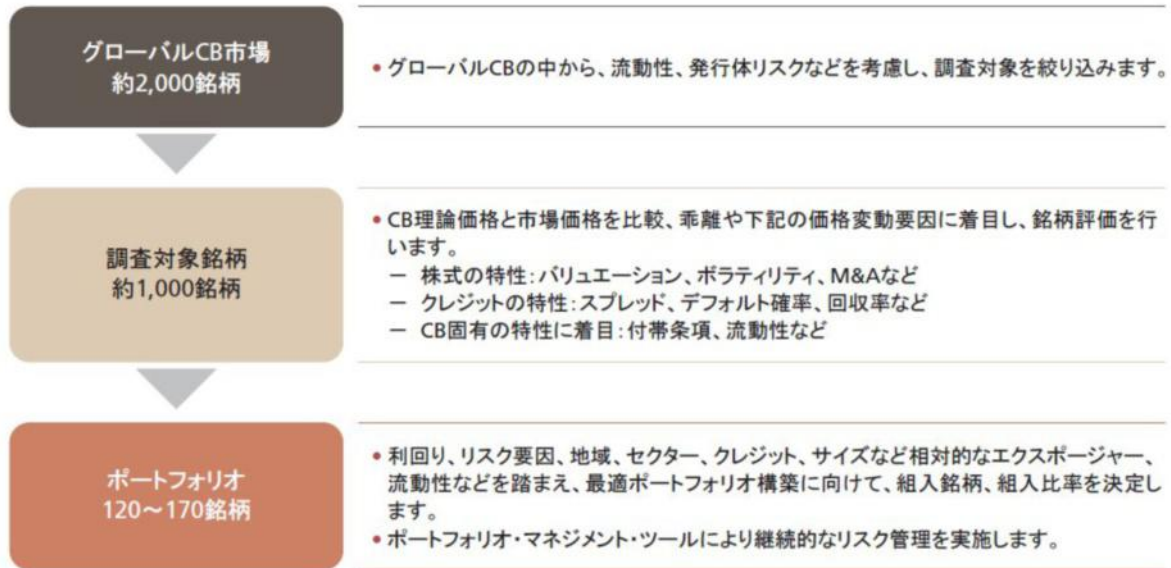 グローバルCB市場
約2,000銘柄
•グローバルCBの中から、流動性、発行体リスクなどを考慮し、調査対象を絞り込みます。
調査対象銘柄
約1,000銘柄
•CB理論価格と市場価格を比較、乖離や下記の価格変動要因に着目し、銘柄評価を行
います。
ー 株式の特性：バリュエーション、ボラティリティ、M&Aなど
ー クレジットの特性：スプレッド、デフォルト確率、回収率など
ー CB固有の特性に着目：付帯条項、流動性など
ポートフォリオ
120～170銘柄
•利回り、リスク要因、地域、セクター、クレジット、サイズなど相対的なエクスポージャー、
流動性などを踏まえ、最適ポートフォリオ構築に向けて、組入銘柄、組入比率を決定し
ます。
•ポートフォリオ・マネジメント・ツールにより継続的なリスク管理を実施します。